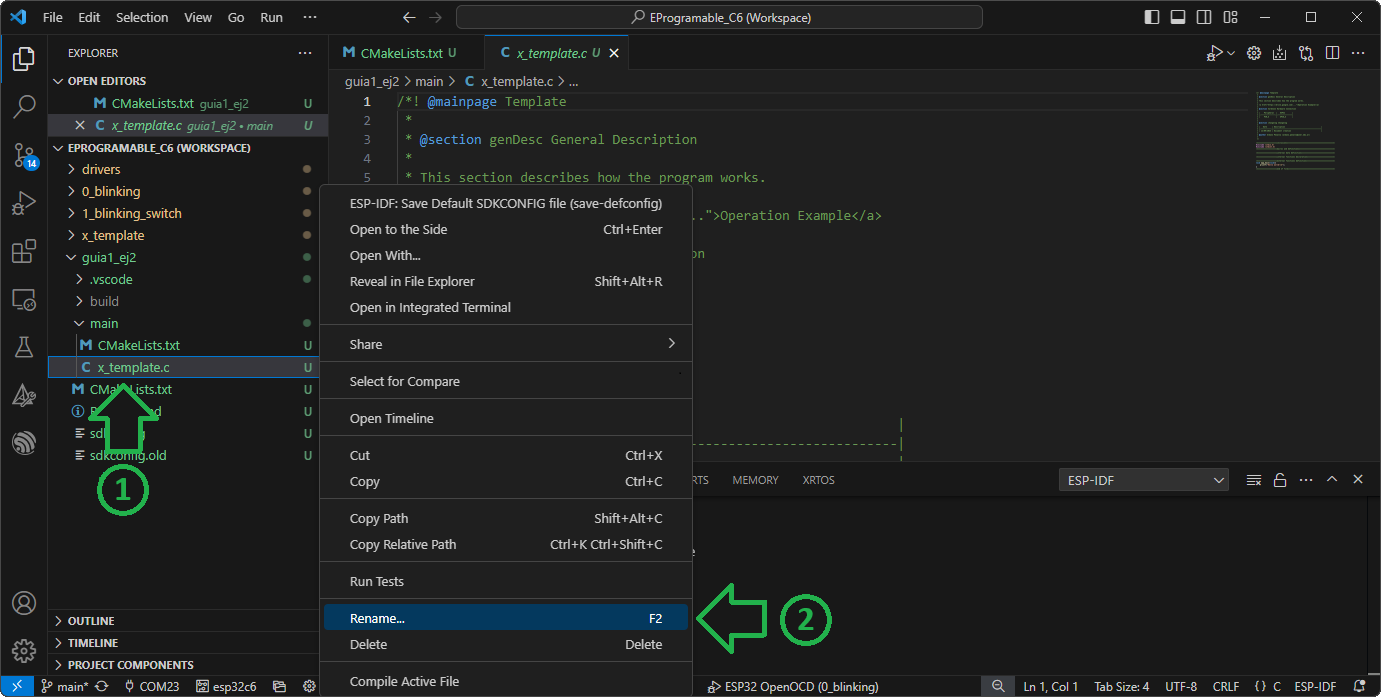 File Edit Selection View Go Run ···
EProgramable_C6 (Workspace)
EXPLORER ···
OPEN EDITORS
CMakeLists.txt guia1_ej2 U
x_template.c guia1_ej2 • main U
EPROGRAMABLE_C6 (WORKSPACE)
drivers
0_blinking
1_blinking_switch
x_template
guia1_ej2
.vscode
build
main
CMakeLists.txt U
x_template.c U
CMakeLists.txt U
U
U
sdkconfig.old U
1
OUTLINE
TIMELINE
PROJECT COMPONENTS
CMakeLists.txt U
x_template.c U
guia1_ej2 > main > C x_template.c > ...
1 /*! @mainpage Template
2 *
3 * @section genDesc General Description
4 *
5 * This section describes how the program works.
..">Operation Example</a>
ESP-IDF: Save Default SDKCONFIG file (save-defconfig)
Open to the Side Ctrl+Enter
Open With...
Reveal in File Explorer Shift+Alt+R
Open in Integrated Terminal
Share
Select for Compare
Open Timeline
Cut Ctrl+X
Copy Ctrl+C
Copy Path Shift+Alt+C
Copy Relative Path Ctrl+K Ctrl+Shift+C
Run Tests
Rename... F2
Delete Delete
Compile Active File
2
RTS MEMORY XRTOS
ESP-IDF
14
main* COM23 esp32c6
ESP32 OpenOCD (0_blinking)
Ln 1, Col 1 Tab Size: 4 UTF-8 CRLF {} C ESP-IDF